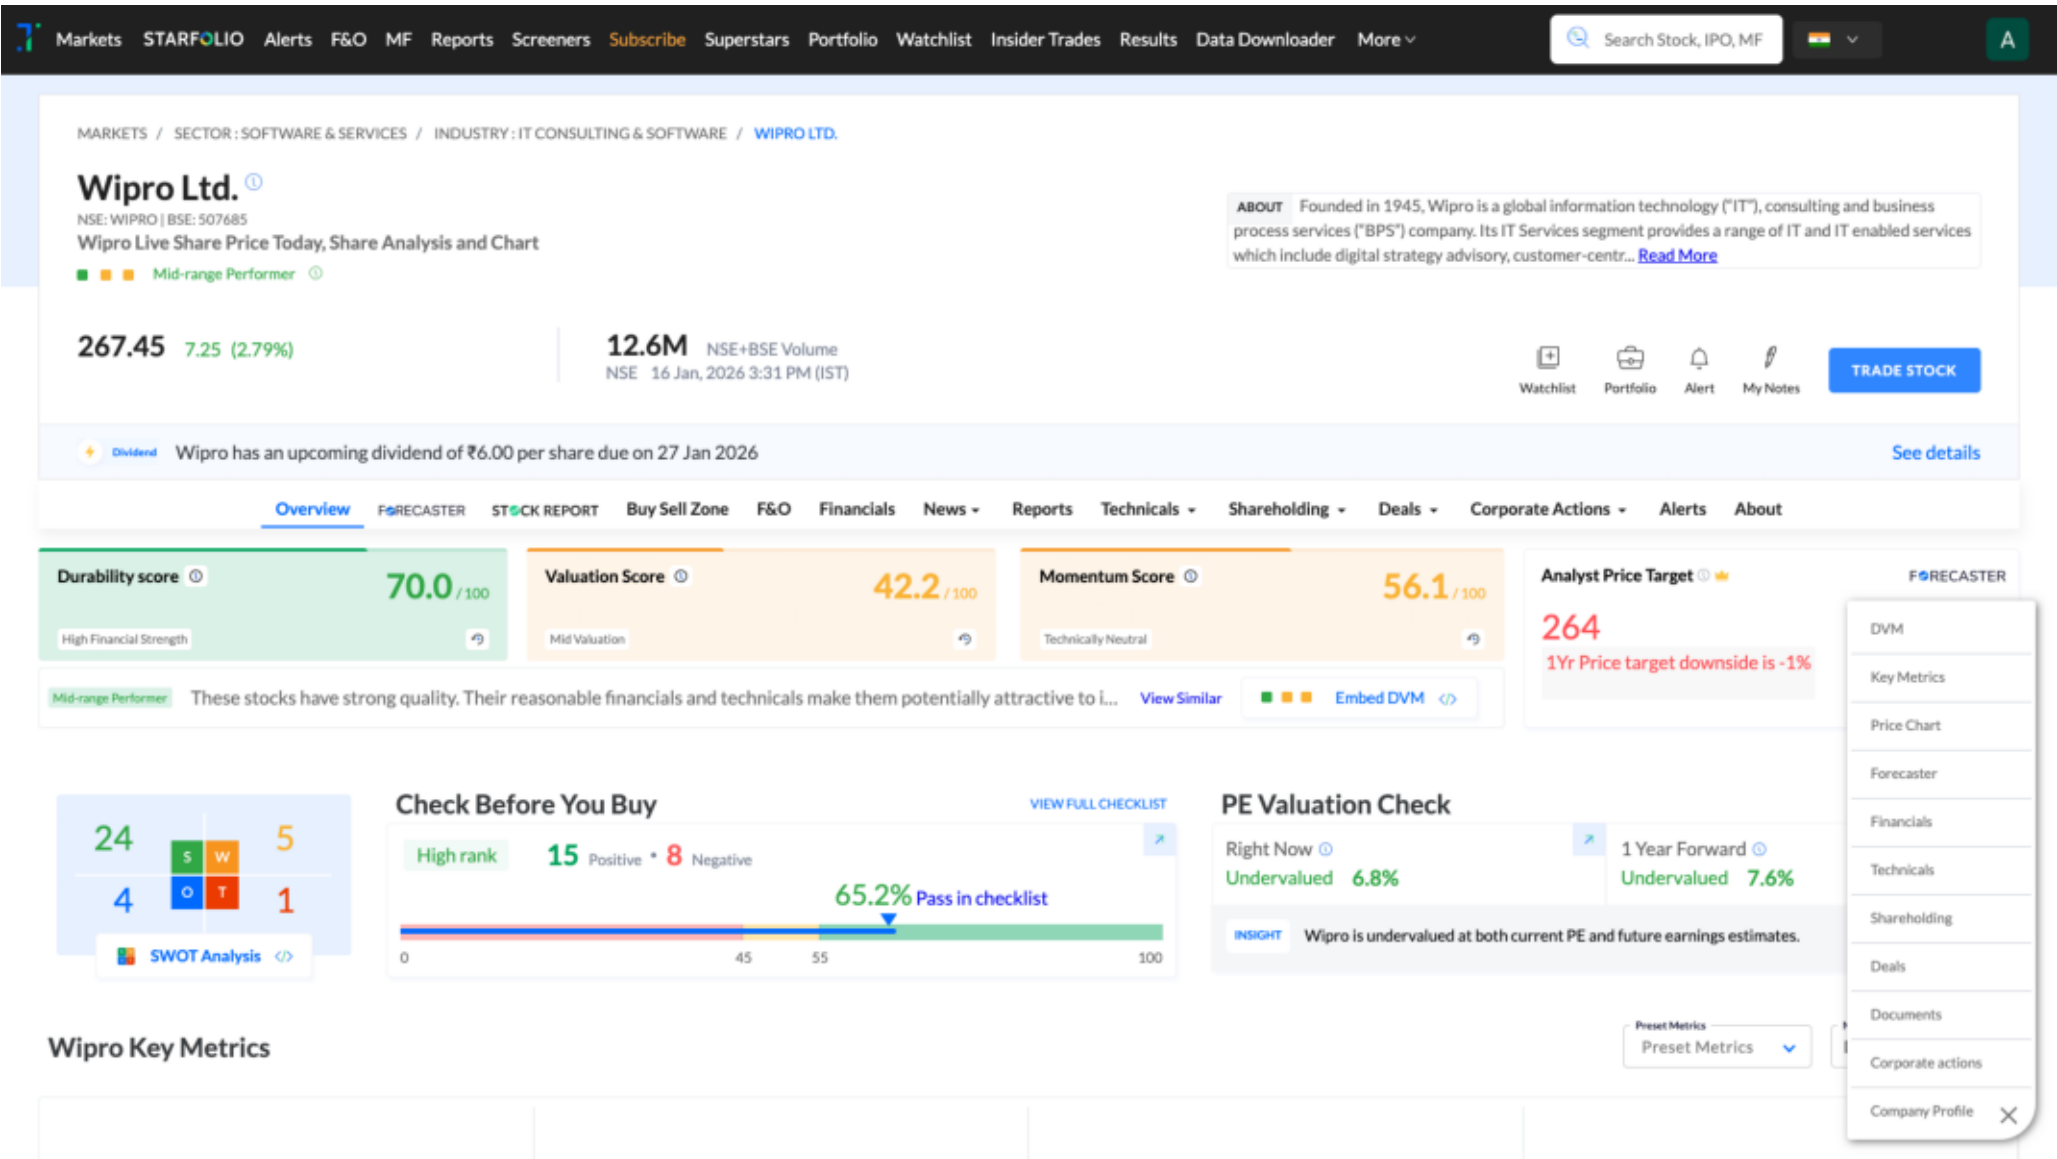 Markets STARFOLIO Alerts F&O MF Reports Screeners Subscribe Superstars Portfolio Watchlist Insider Trades Results Data Downloader More Search Stock, IPO, MF A
MARKETS / SECTOR : SOFTWARE & SERVICES / INDUSTRY : IT CONSULTING & SOFTWARE / WIPRO LTD.
Wipro Ltd.
NSE: WIPRO | BSE: 507685
Wipro Live Share Price Today, Share Analysis and Chart
Mid-range Performer
ABOUT Founded in 1945, Wipro is a global information technology ("IT"), consulting and business
process services ("BPS") company. Its IT Services segment provides a range of IT and IT enabled services
which include digital strategy advisory, customer-centr... Read More
267.45 7.25 (2.79%)
12.6M NSE+BSE Volume
NSE 16 Jan, 2026 3:31 PM (IST)
Watchlist Portfolio Alert My Notes TRADE STOCK
Dividend Wipro has an upcoming dividend of ₹6.00 per share due on 27 Jan 2026 See details
Overview FORECASTER STOCK REPORT Buy Sell Zone F&O Financials News Reports Technicals Shareholding Deals Corporate Actions Alerts About
Durability score 70.0 / 100
High Financial Strength
Valuation Score 42.2 / 100
Mid Valuation
Momentum Score 56.1 / 100
Technically Neutral
Analyst Price Target FORECASTER
264
1Yr Price target downside is -1%
Mid-range Performer These stocks have strong quality. Their reasonable financials and technicals make them potentially attractive to i... View Similar Embed DVM </>
24 S W 5
4 O T 1
SWOT Analysis </>
Check Before You Buy VIEW FULL CHECKLIST
High rank 15 Positive • 8 Negative
65.2% Pass in checklist
0 45 55 100
PE Valuation Check
Right Now
Undervalued 6.8%
1 Year Forward
Undervalued 7.6%
INSIGHT Wipro is undervalued at both current PE and future earnings estimates.
Wipro Key Metrics
Preset Metrics
Preset Metrics
DVM
Key Metrics
Price Chart
Forecaster
Financials
Technicals
Shareholding
Deals
Documents
Corporate actions
Company Profile